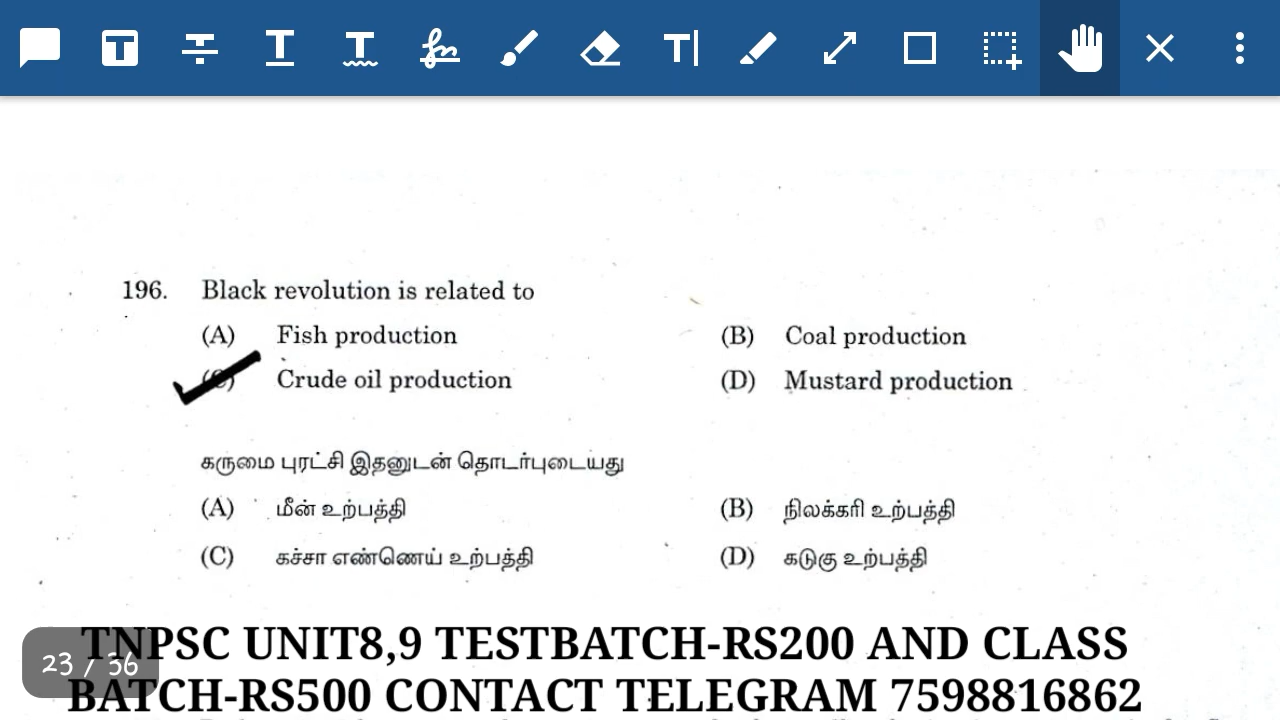 196. Black revolution is related to
(A) Fish production (B) Coal production
(C) Crude oil production (D) Mustard production
கருமை புரட்சி இதனுடன் தொடர்புடையது
(A) மீன் உற்பத்தி (B) நிலக்கரி உற்பத்தி
(C) கச்சா எண்ணெய் உற்பத்தி (D) கடுகு உற்பத்தி
TNPSC UNIT8,9 TESTBATCH-RS200 AND CLASS
23 / 36
BATCH-RS500 CONTACT TELEGRAM 7598816862